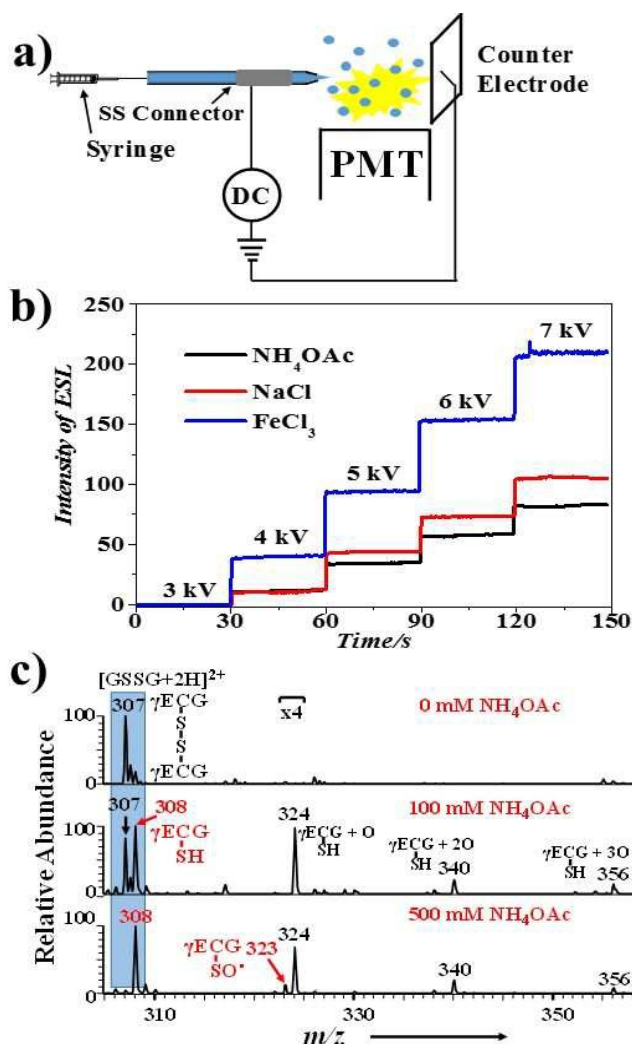 a)
Counter
Electrode
SS Connector
Syringe
PMT
DC
b)
Intensity of ESL
250
200
150
100
50
0
NH₄OAc
NaCl
FeCl₃
3 kV
4 kV
5 kV
6 kV
7 kV
0 30 60 90 120 150
Time/s
c)
[GSSG+2H]²⁺
Relative Abundance
100
0
307
γECG
S
S
γECG
x4
0 mM NH₄OAc
100
0
307
308
γECG
SH
324
γECG + O
SH
γECG + 2O
SH
340
γECG + 3O
SH
356
100 mM NH₄OAc
100
0
308
γECG
SO•
323
324
340
356
500 mM NH₄OAc
310 330 350
m/z